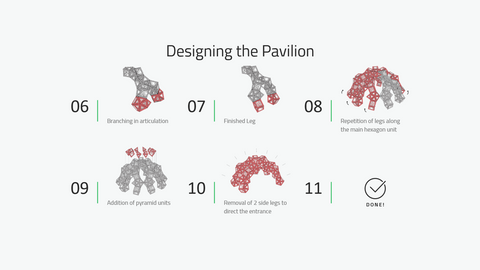 Designing the Pavilion
06
Branching in articulation
07
Finished Leg
08
Repetition of legs along
the main hexagon unit
09
Addition of pyramid units
10
Removal of 2 side legs to
direct the entrance
11
DONE!